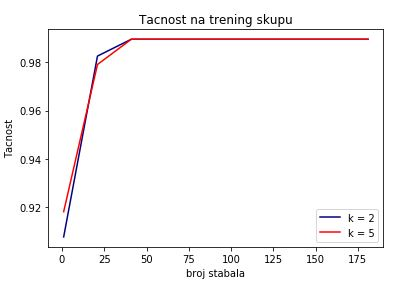 Tacnost na trening skupu
Tacnost
0.98
0.96
0.94
0.92
0 25 50 75 100 125 150 175
broj stabala
k = 2
k = 5